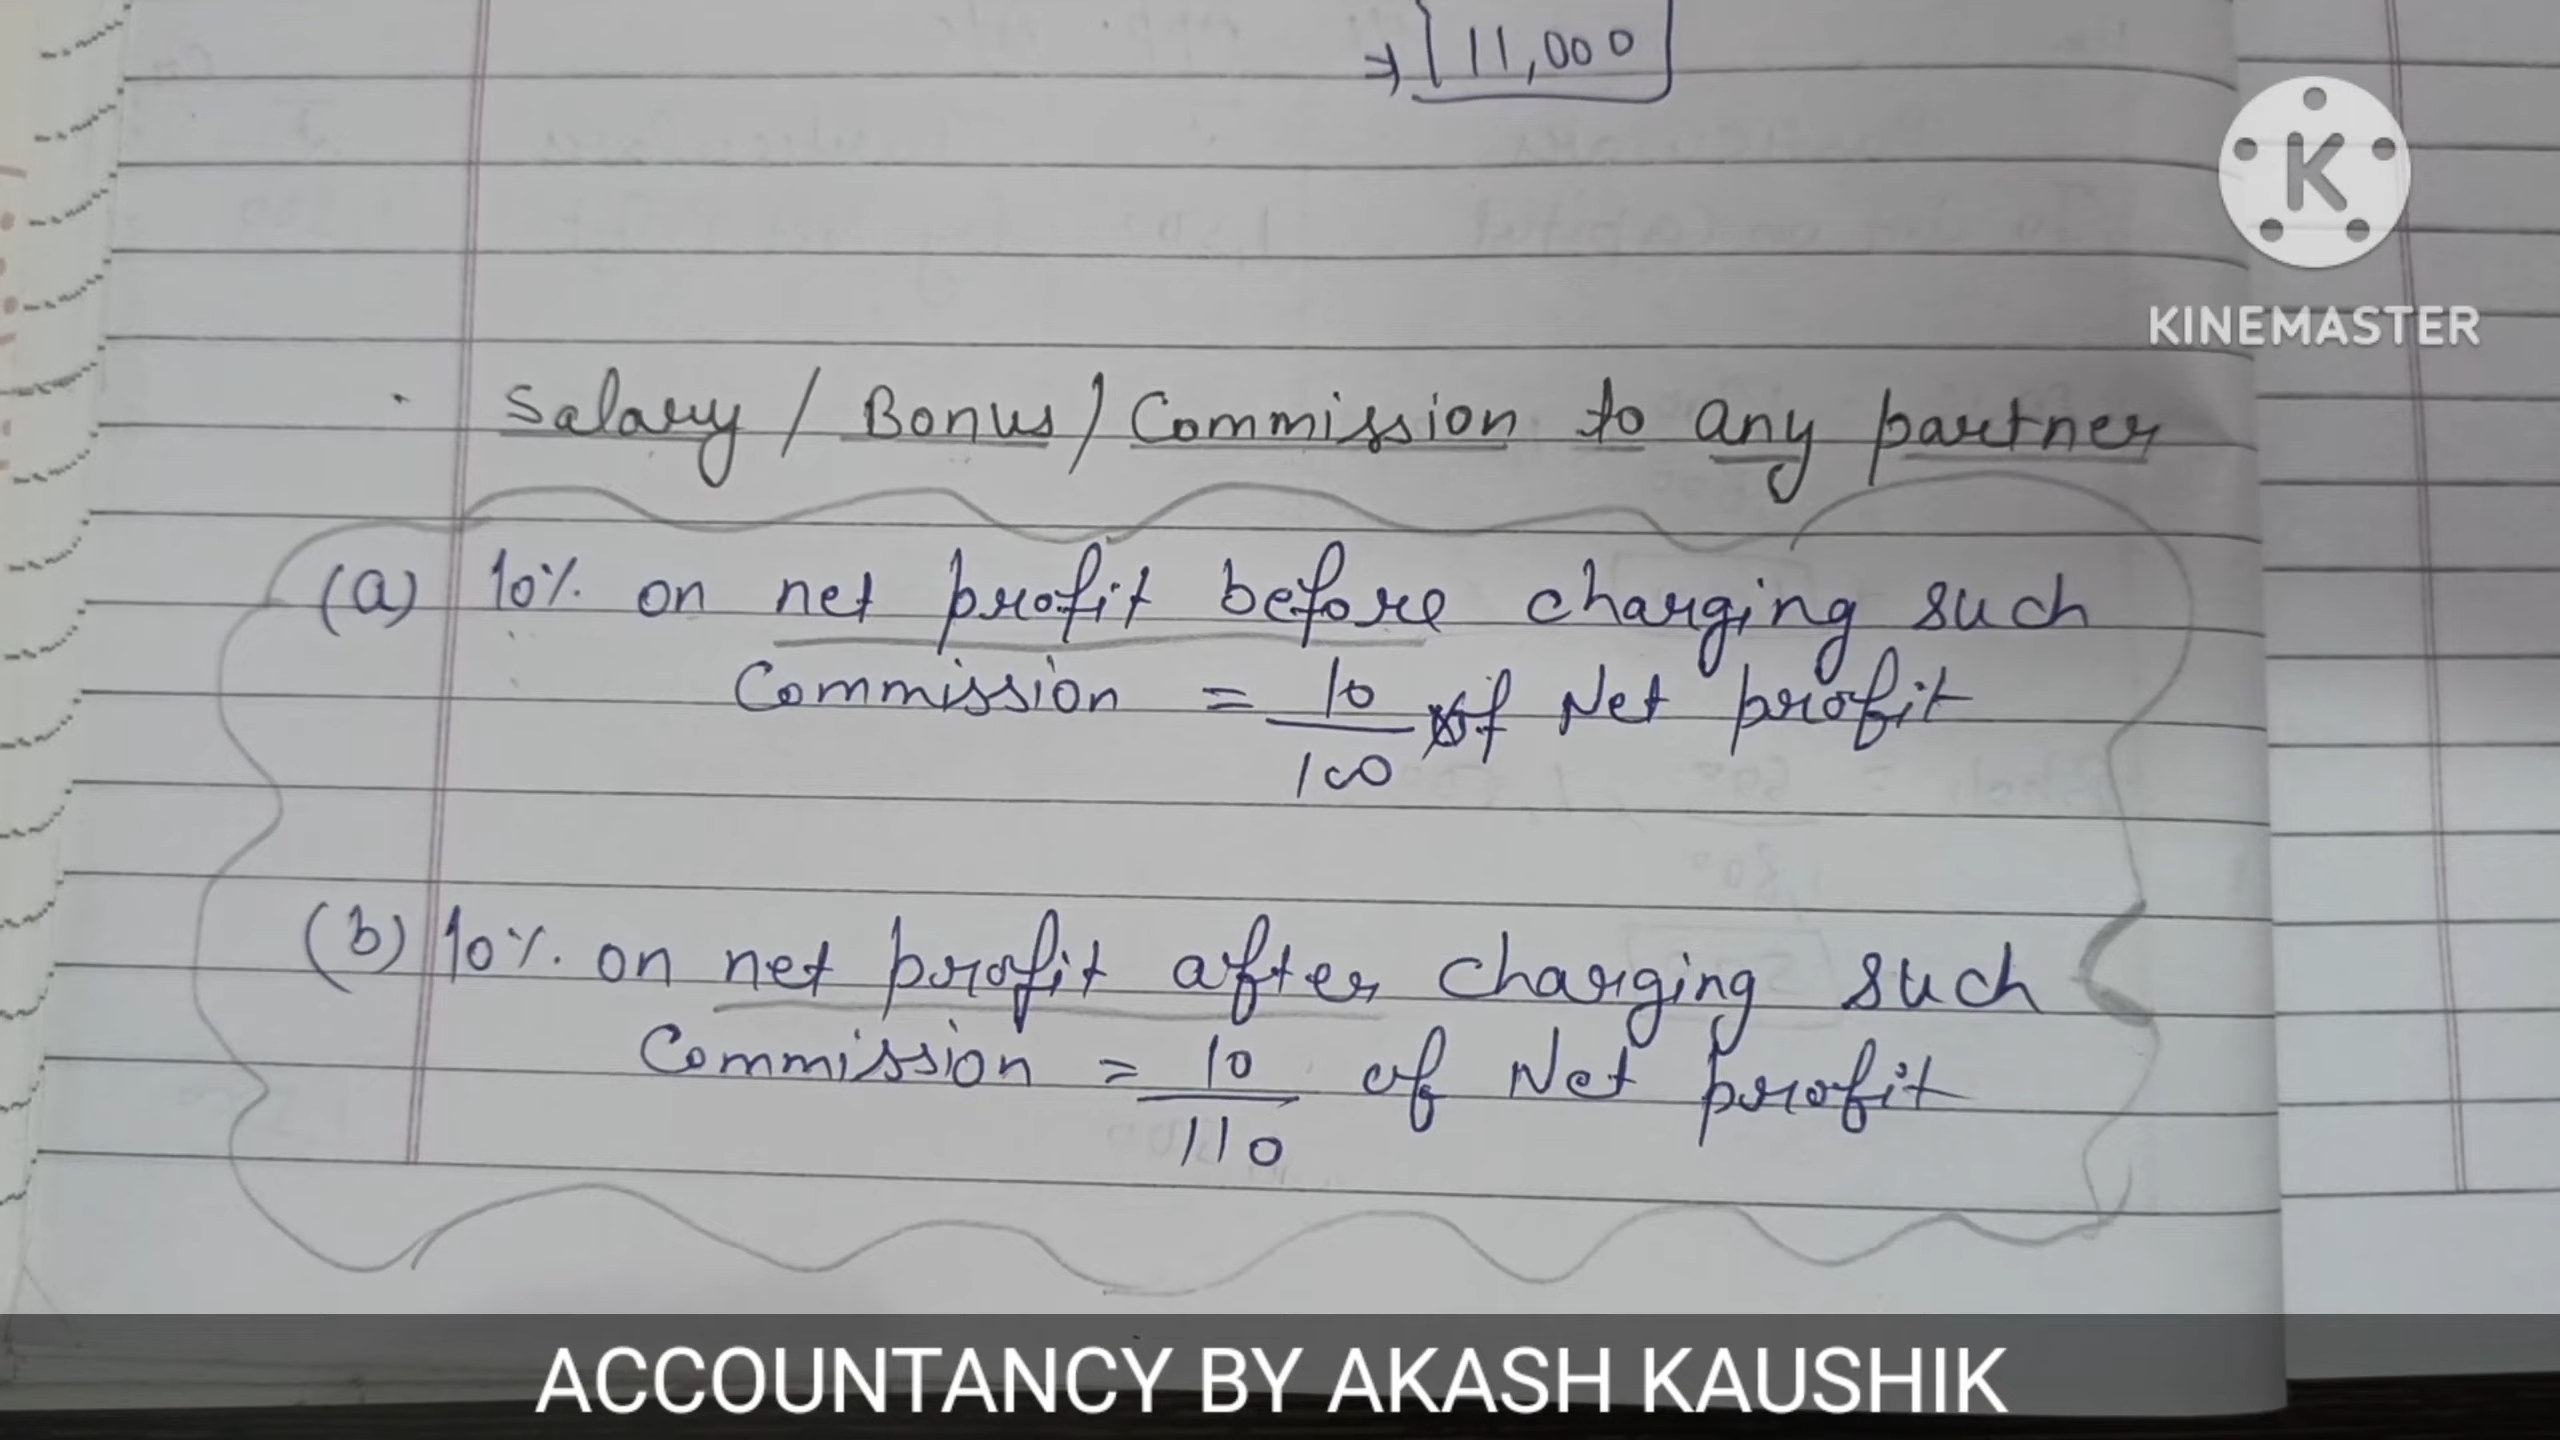 → 11,000
K
KINEMASTER
Salary / Bonus / Commission to any partner
(a) 10% on net profit before charging such
Commission = 10/100 of Net profit
(b) 10% on net profit after charging such
Commission = 10/110 of Net profit
ACCOUNTANCY BY AKASH KAUSHIK